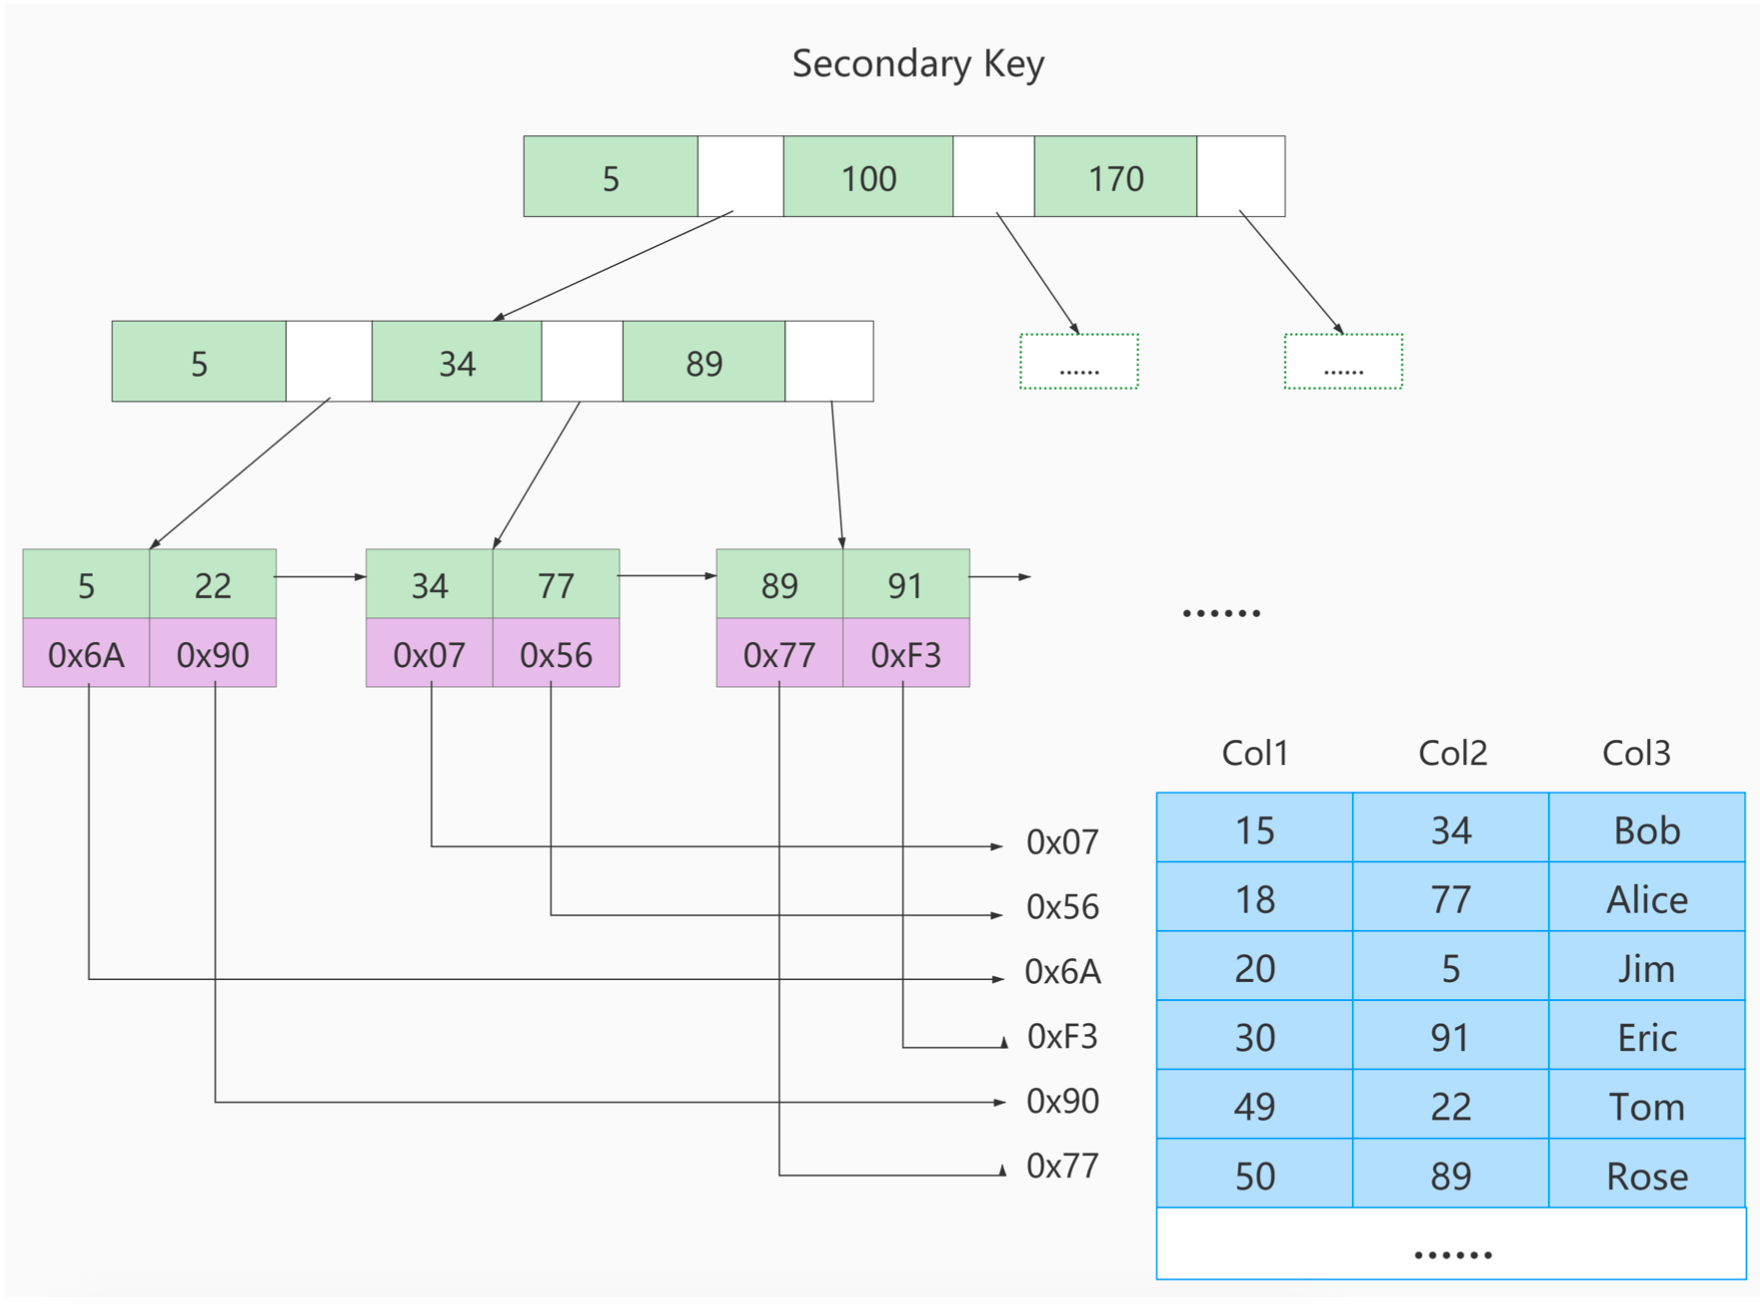 Secondary Key
5 100 170
5 34 89 ...... ......
5 22 34 77 89 91
......
0x6A 0x90 0x07 0x56 0x77 0xF3
Col1 Col2 Col3
0x07 15 34 Bob
0x56 18 77 Alice
0x6A 20 5 Jim
0xF3 30 91 Eric
0x90 49 22 Tom
0x77 50 89 Rose
......